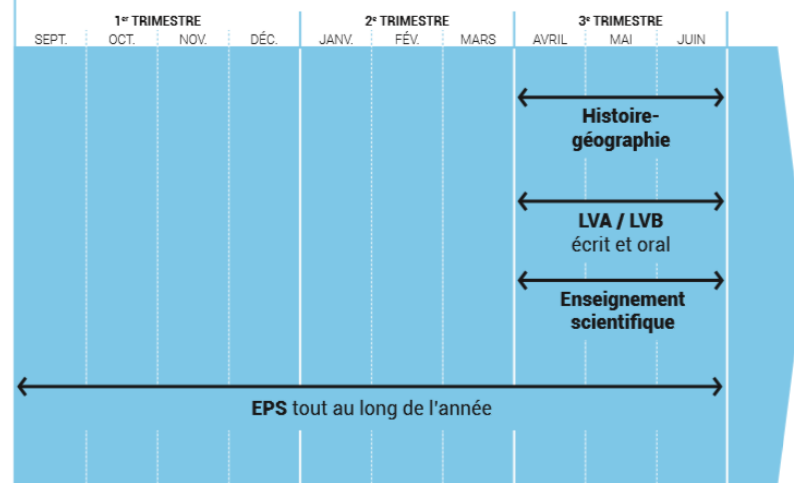 1er TRIMESTRE 2e TRIMESTRE 3e TRIMESTRE
SEPT. OCT. NOV. DÉC. JANV. FÉV. MARS AVRIL MAI JUIN
Histoire-
géographie
LVA / LVB
écrit et oral
Enseignement
scientifique
EPS tout au long de l'année